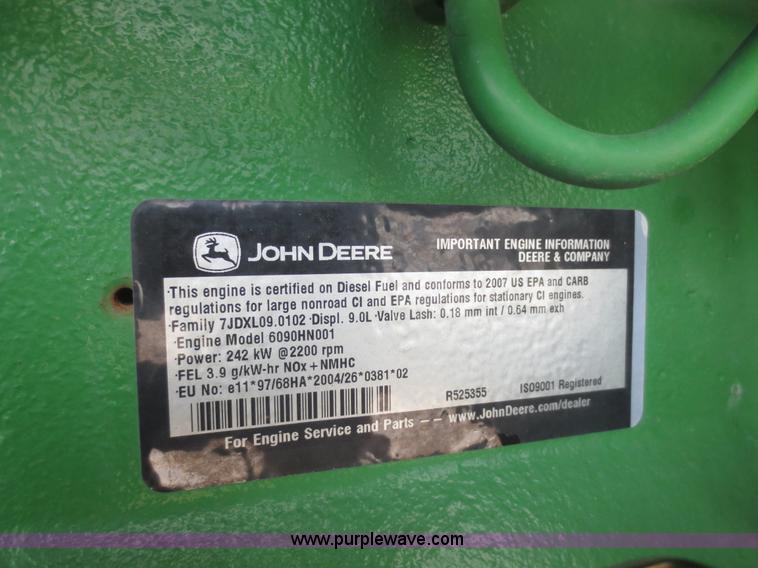 JOHN DEERE
IMPORTANT ENGINE INFORMATION
DEERE & COMPANY
·This engine is certified on Diesel Fuel and conforms to 2007 US EPA and CARB
regulations for large nonroad CI and EPA regulations for stationary CI engines.
·Family 7JDXL09.0102 ·Displ. 9.0L ·Valve Lash: 0.18 mm int / 0.64 mm exh
·Engine Model 6090HN001
·Power: 242 kW @2200 rpm
·FEL 3.9 g/kW-hr NOx + NMHC
·EU No: e11*97/68HA*2004/26*0381*02
R525355 ISO9001 Registered
For Engine Service and Parts –– www.JohnDeere.com/dealer
www.purplewave.com